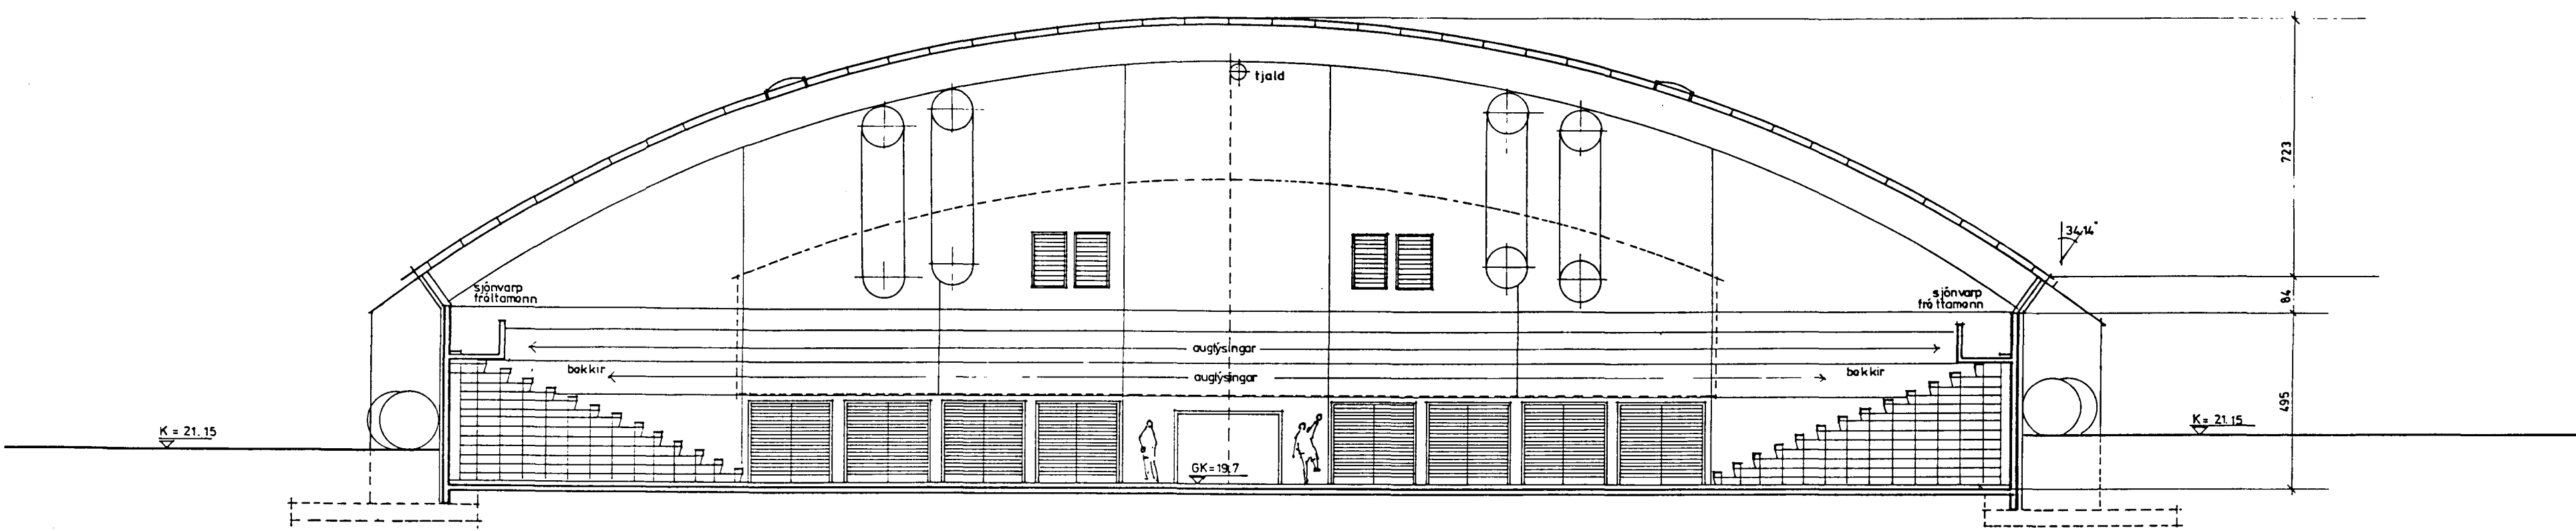 tjald
723
34.14°
sjónvarp
fréttamenn
sjónvarp
fréttamenn
84
auglýsingar
bekkir
auglýsingar
bekkir
495
K = 21.15
K = 21.15
GK = 19.7